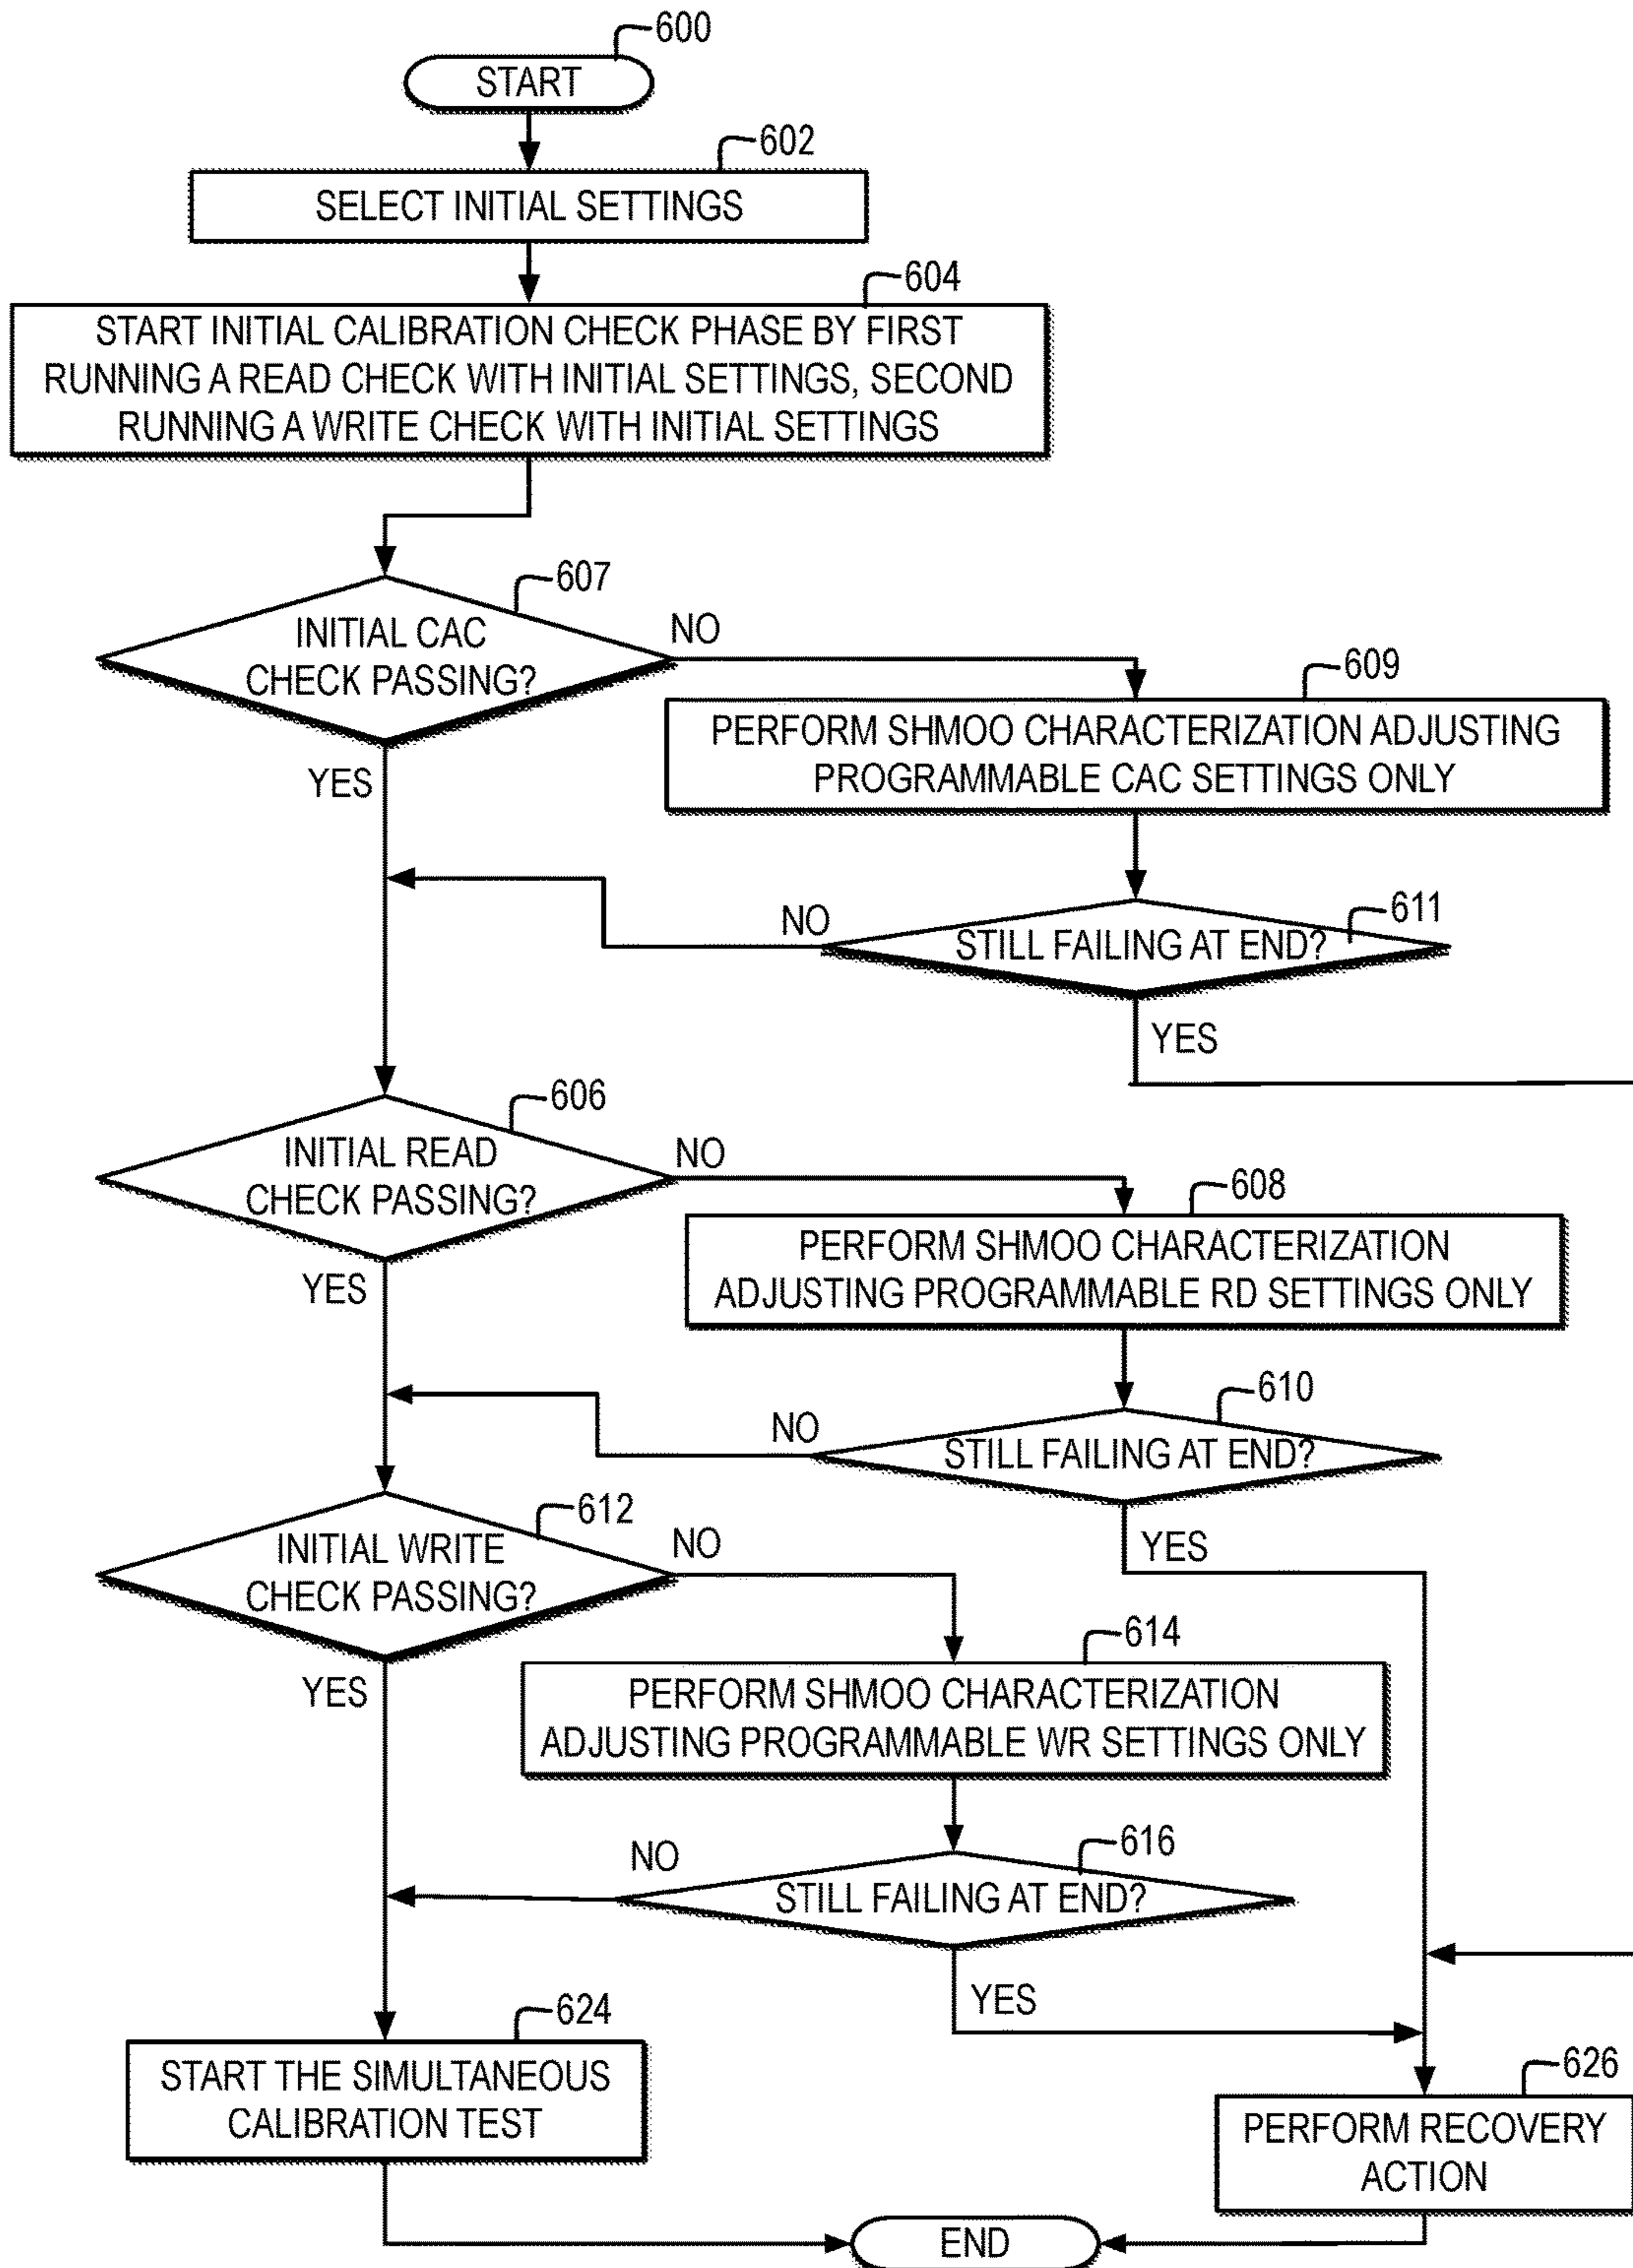 600
START
602
SELECT INITIAL SETTINGS
604
START INITIAL CALIBRATION CHECK PHASE BY FIRST
RUNNING A READ CHECK WITH INITIAL SETTINGS, SECOND
RUNNING A WRITE CHECK WITH INITIAL SETTINGS
607
INITIAL CAC
CHECK PASSING?
NO
YES
609
PERFORM SHMOO CHARACTERIZATION ADJUSTING
PROGRAMMABLE CAC SETTINGS ONLY
611
NO
STILL FAILING AT END?
YES
606
INITIAL READ
CHECK PASSING?
NO
YES
608
PERFORM SHMOO CHARACTERIZATION
ADJUSTING PROGRAMMABLE RD SETTINGS ONLY
610
NO
STILL FAILING AT END?
YES
612
INITIAL WRITE
CHECK PASSING?
NO
YES
614
PERFORM SHMOO CHARACTERIZATION
ADJUSTING PROGRAMMABLE WR SETTINGS ONLY
616
NO
STILL FAILING AT END?
YES
624
START THE SIMULTANEOUS
CALIBRATION TEST
626
PERFORM RECOVERY
ACTION
END